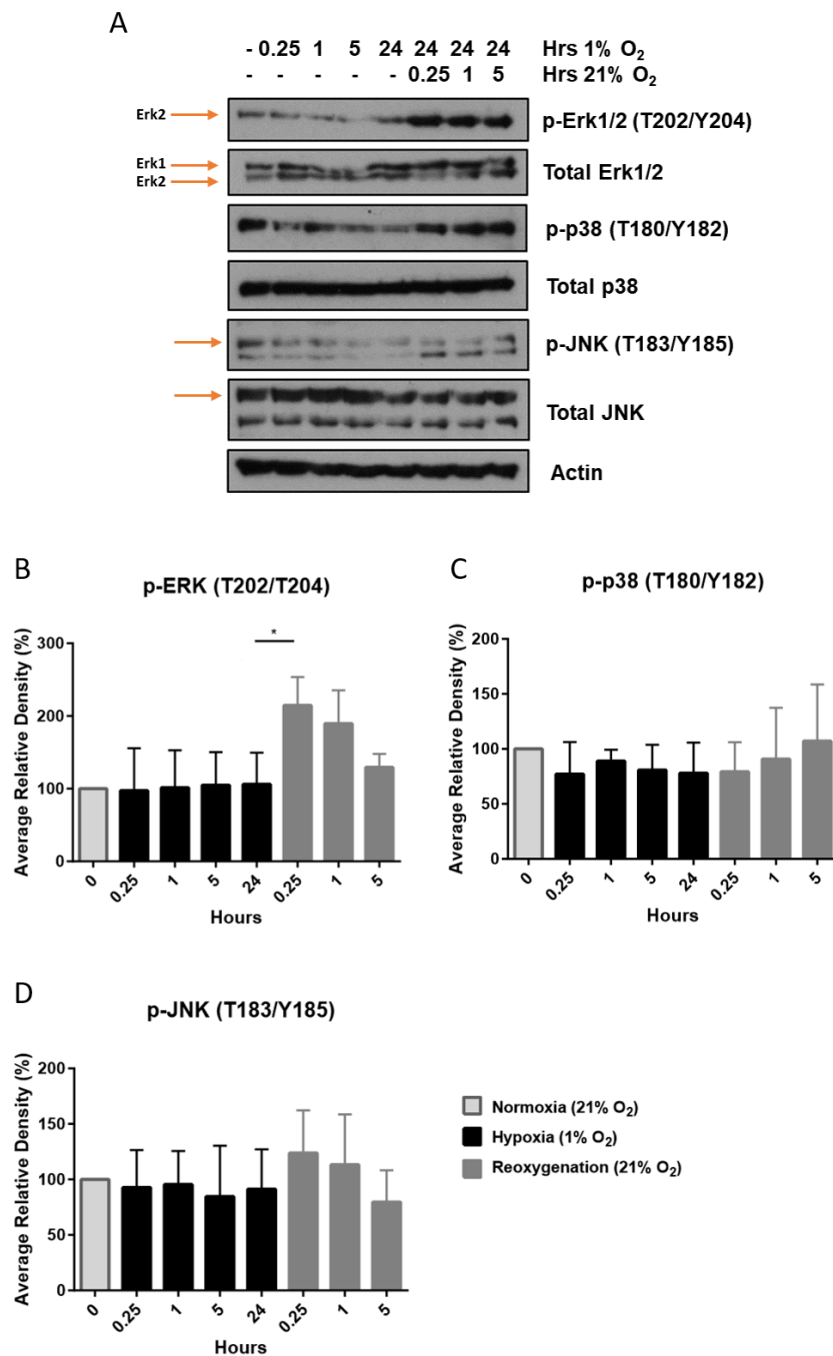 A
- 0.25 1 5 24 24 24 24 Hrs 1% O₂
- - - - - 0.25 1 5 Hrs 21% O₂
Erk2
p-Erk1/2 (T202/Y204)
Erk1
Erk2
Total Erk1/2
p-p38 (T180/Y182)
Total p38
p-JNK (T183/Y185)
Total JNK
Actin
B
p-ERK (T202/T204)
Average Relative Density (%)
300
200
100
0
*
0 0.25 1 5 24 0.25 1 5
Hours
C
p-p38 (T180/Y182)
Average Relative Density (%)
200
150
100
50
0
0 0.25 1 5 24 0.25 1 5
Hours
D
p-JNK (T183/Y185)
Average Relative Density (%)
200
150
100
50
0
0 0.25 1 5 24 0.25 1 5
Hours
Normoxia (21% O₂)
Hypoxia (1% O₂)
Reoxygenation (21% O₂)